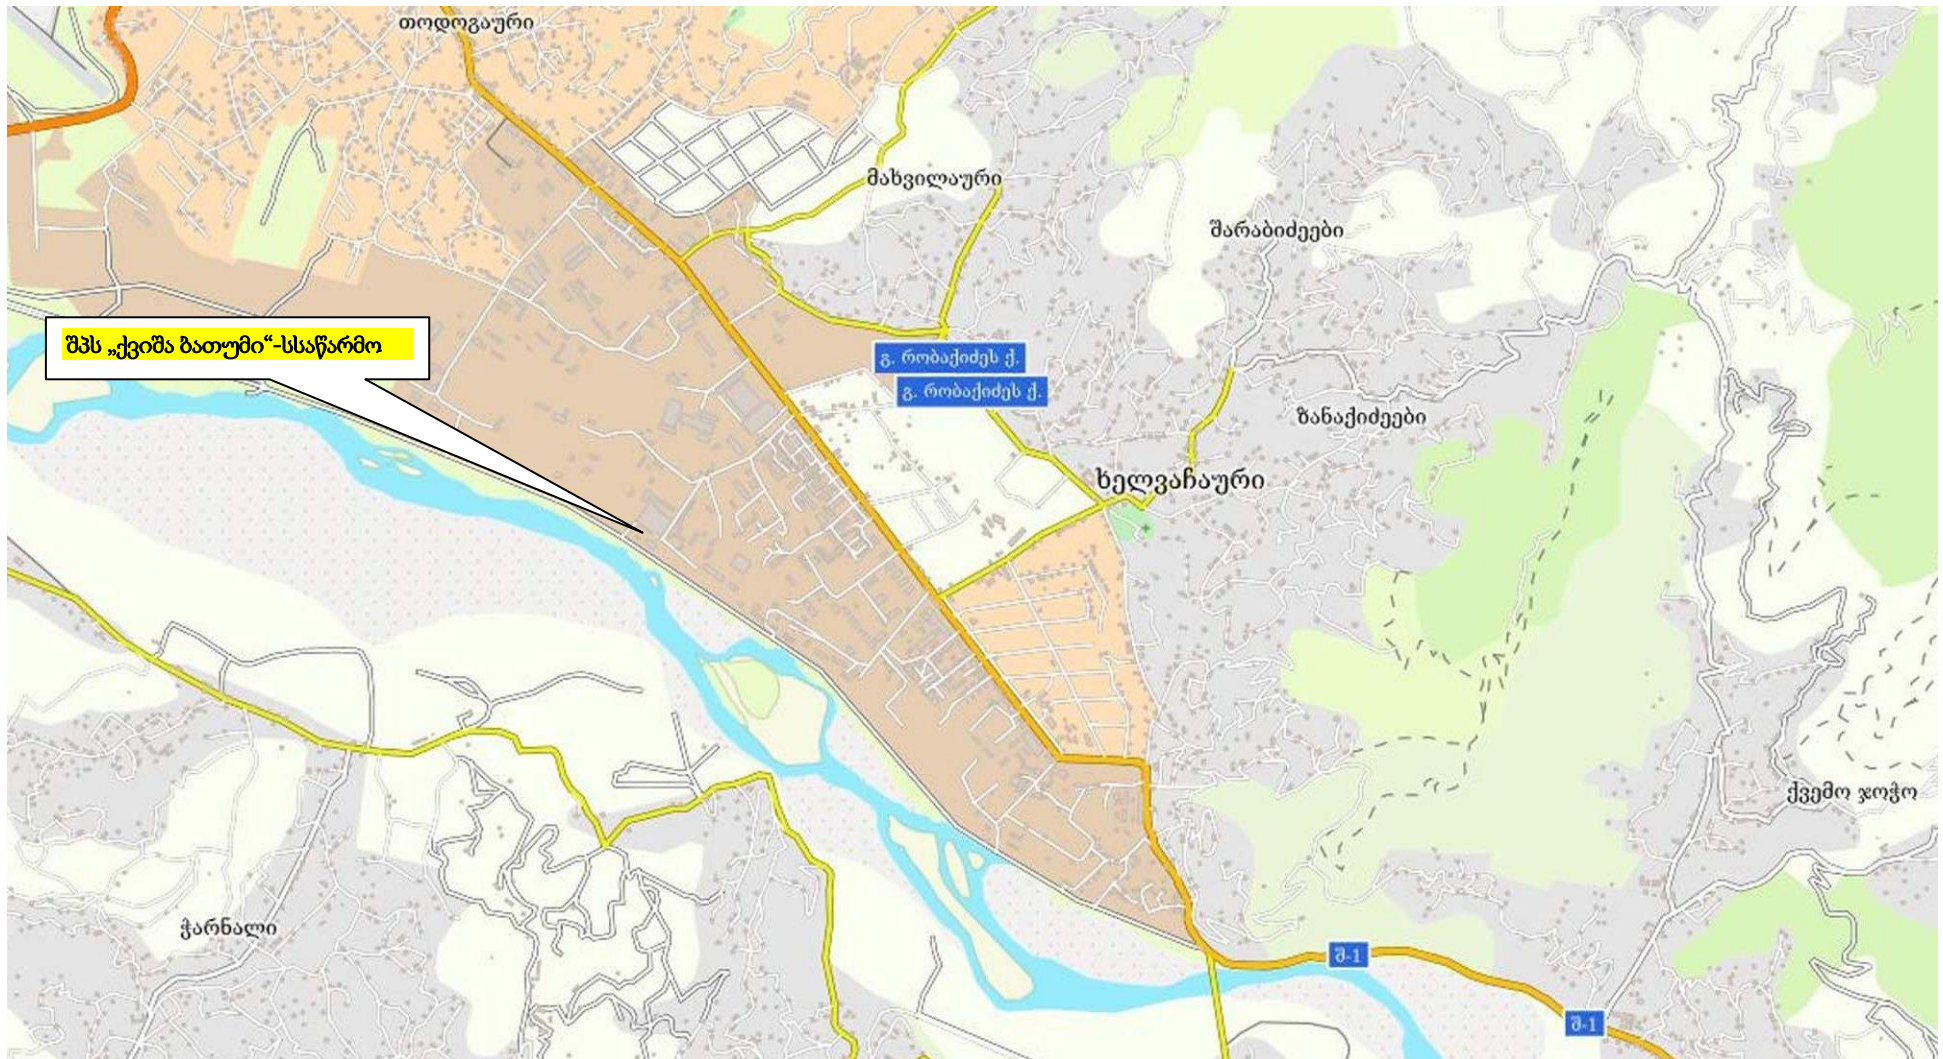 თოდოგაური
მახვილაური
შარაბიძეები
შპს „ქვიშა ბათუმი“-სსაწარმო
გ. რობაქიძეს ქ.
გ. რობაქიძეს ქ.
ზანაქიძეები
ხელვაჩაური
ქვემო ჯოჭო
ჭარნალი
შ-1
შ-1